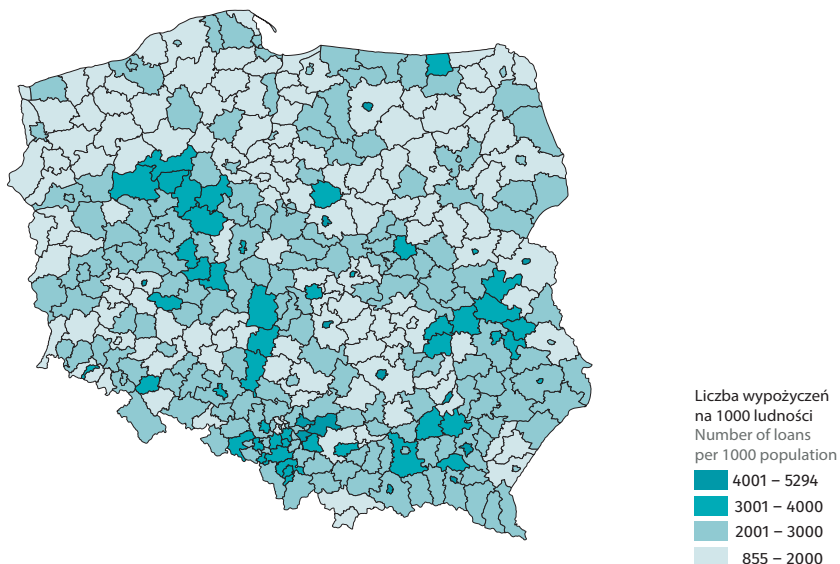 Liczba wypożyczeń
na 1000 ludności
Number of loans
per 1000 population
4001 – 5294
3001 – 4000
2001 – 3000
855 – 2000